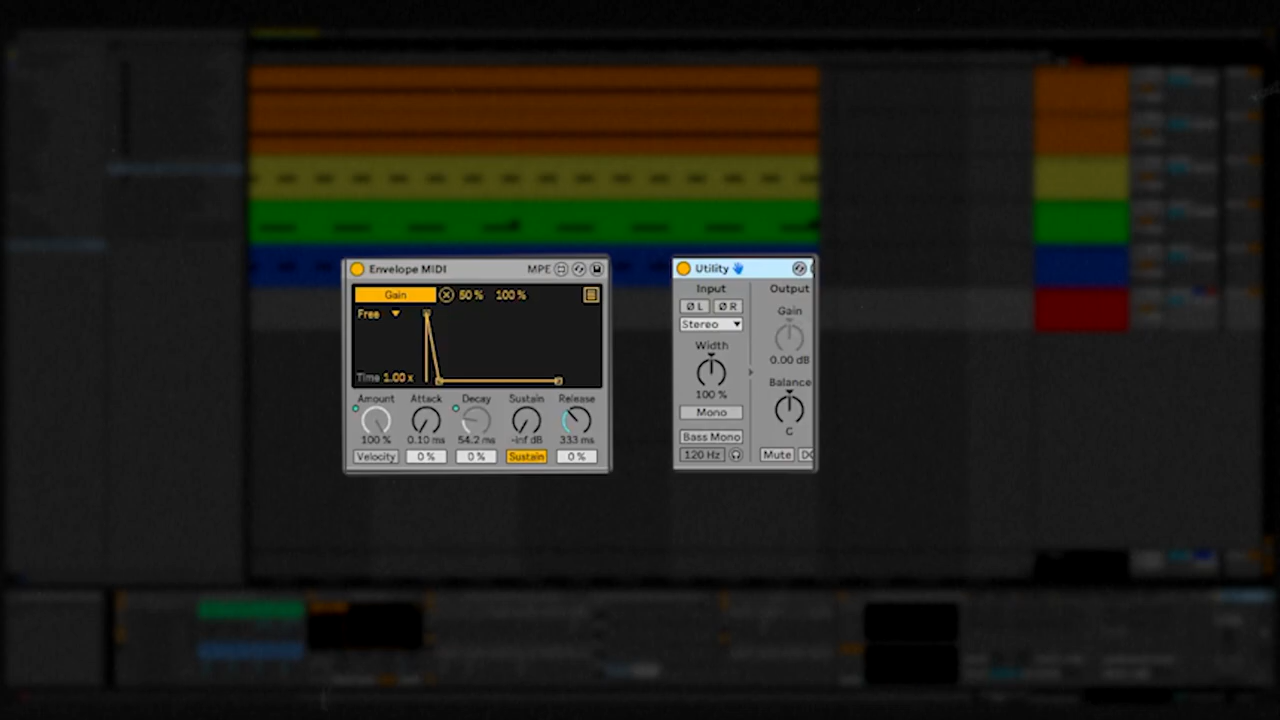 Envelope MIDI MPE
Gain 50 % 100 %
Free
Time 1.00 x
Amount Attack Decay Sustain Release
100 % 0.10 ms 54.2 ms -inf dB 333 ms
Velocity 0 % 0 % Sustain 0 %
Utility
Input Output
Ø L Ø R
Gain
Stereo
Width
0.00 dB
Balance
100 %
Mono
C
Bass Mono
120 Hz Mute